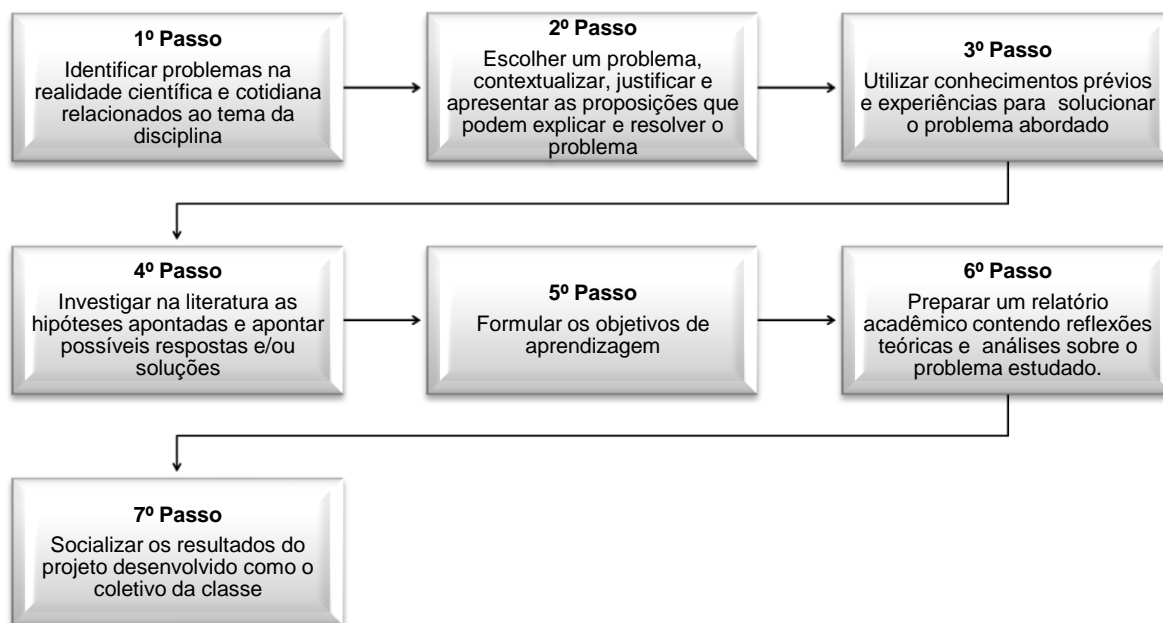 1º Passo
Identificar problemas na
realidade científica e cotidiana
relacionados ao tema da
disciplina
2º Passo
Escolher um problema,
contextualizar, justificar e
apresentar as proposições que
podem explicar e resolver o
problema
3º Passo
Utilizar conhecimentos prévios
e experiências para solucionar
o problema abordado
4º Passo
Investigar na literatura as
hipóteses apontadas e apontar
possíveis respostas e/ou
soluções
5º Passo
Formular os objetivos de
aprendizagem
6º Passo
Preparar um relatório
acadêmico contendo reflexões
teóricas e análises sobre o
problema estudado.
7º Passo
Socializar os resultados do
projeto desenvolvido como o
coletivo da classe